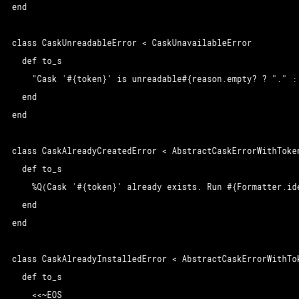 end
class CaskUnreadableError < CaskUnavailableError
def to_s
"Cask '#{token}' is unreadable#{reason.empty? ? "." :
end
end
class CaskAlreadyCreatedError < AbstractCaskErrorWithToken
def to_s
%Q(Cask '#{token}' already exists. Run #{Formatter.ide
end
end
class CaskAlreadyInstalledError < AbstractCaskErrorWithTok
def to_s
<<~EOS